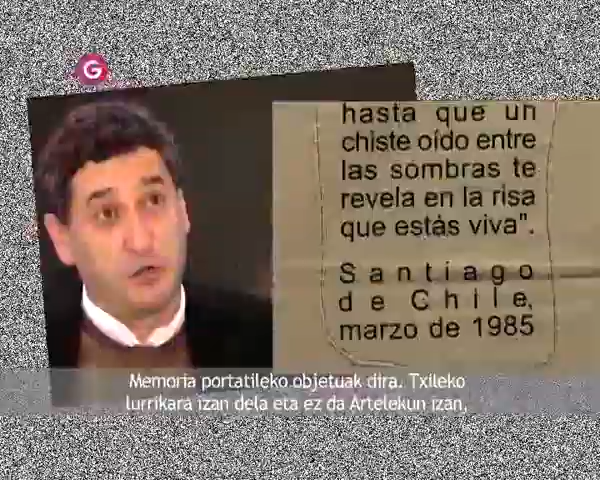 G
hasta que un
chiste oído entre
las sombras te
revela en la risa
que estás viva".
Santiago
de Chile,
marzo de 1985
Memoria portatileko objetuak dira. Txileko
lurrikara izan dela eta ez da Artelekun izan,